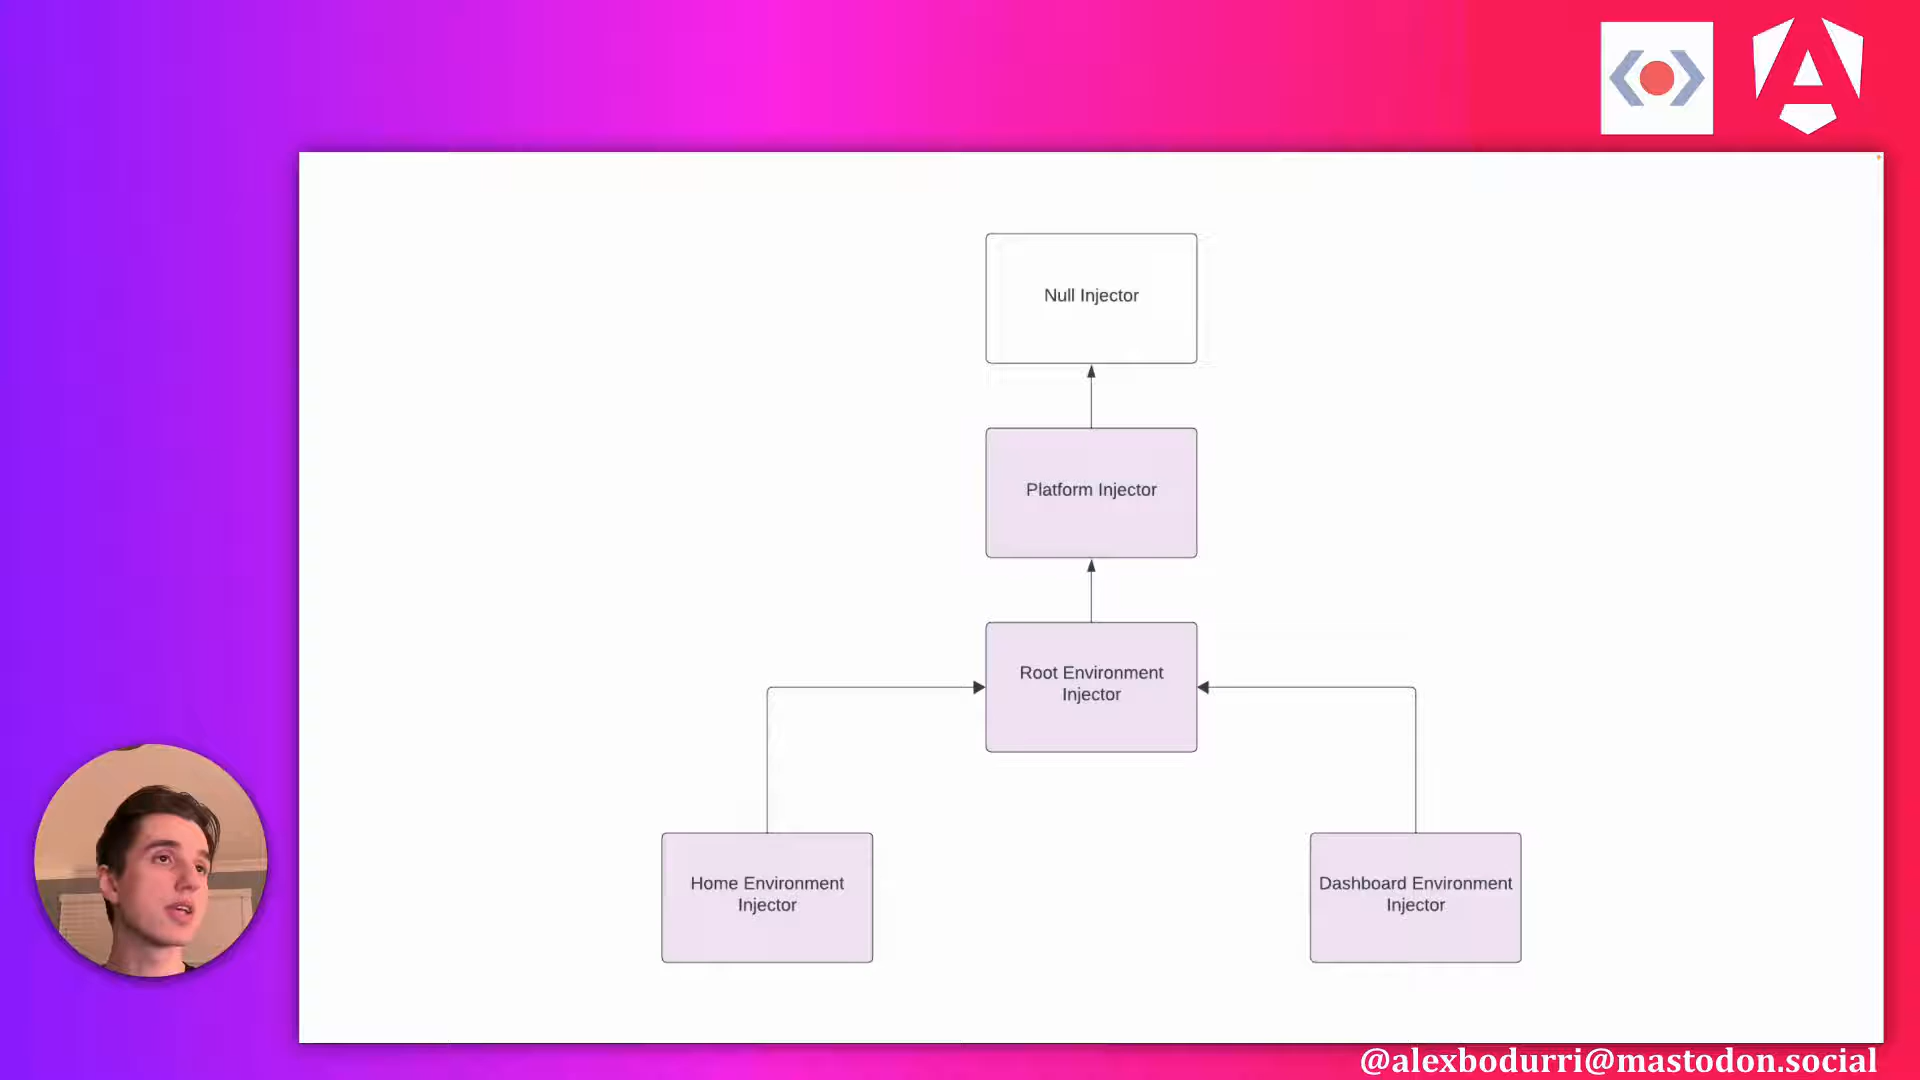 Null Injector
Platform Injector
Root Environment
Injector
Home Environment
Injector
Dashboard Environment
Injector
@alexbodurri@mastodon.social